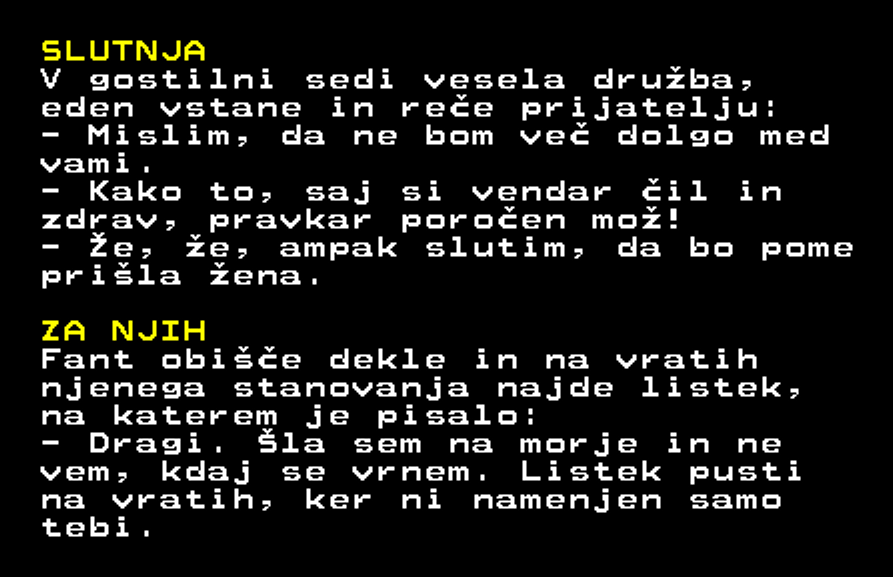 SLUTNJA
V gostilni sedi vesela družba,
eden vstane in reče prijatelju:
- Mislim, da ne bom več dolgo med
vami.
- Kako to, saj si vendar čil in
zdrav, pravkar poročen mož!
- Že, že, ampak slutim, da bo pome
prišla žena.
ZA NJIH
Fant obišče dekle in na vratih
njenega stanovanja najde listek,
na katerem je pisalo:
- Dragi. Šla sem na morje in ne
vem, kdaj se vrnem. Listek pusti
na vratih, ker ni namenjen samo
tebi.